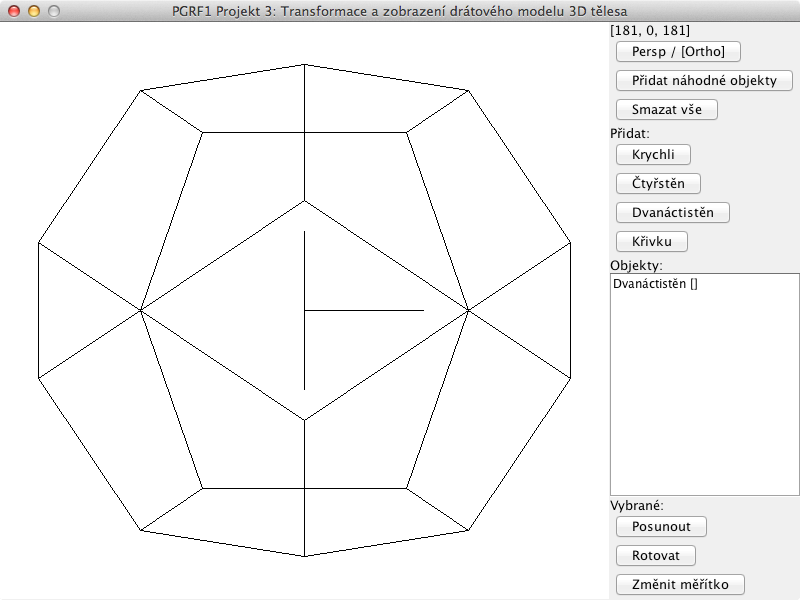 PGRF1 Projekt 3: Transformace a zobrazení drátového modelu 3D tělesa
[181, 0, 181]
Persp / [Ortho]
Přidat náhodné objekty
Smazat vše
Přidat:
Krychli
Čtyřstěn
Dvanáctistěn
Křivku
Objekty:
Dvanáctistěn []
Vybrané:
Posunout
Rotovat
Změnit měřítko